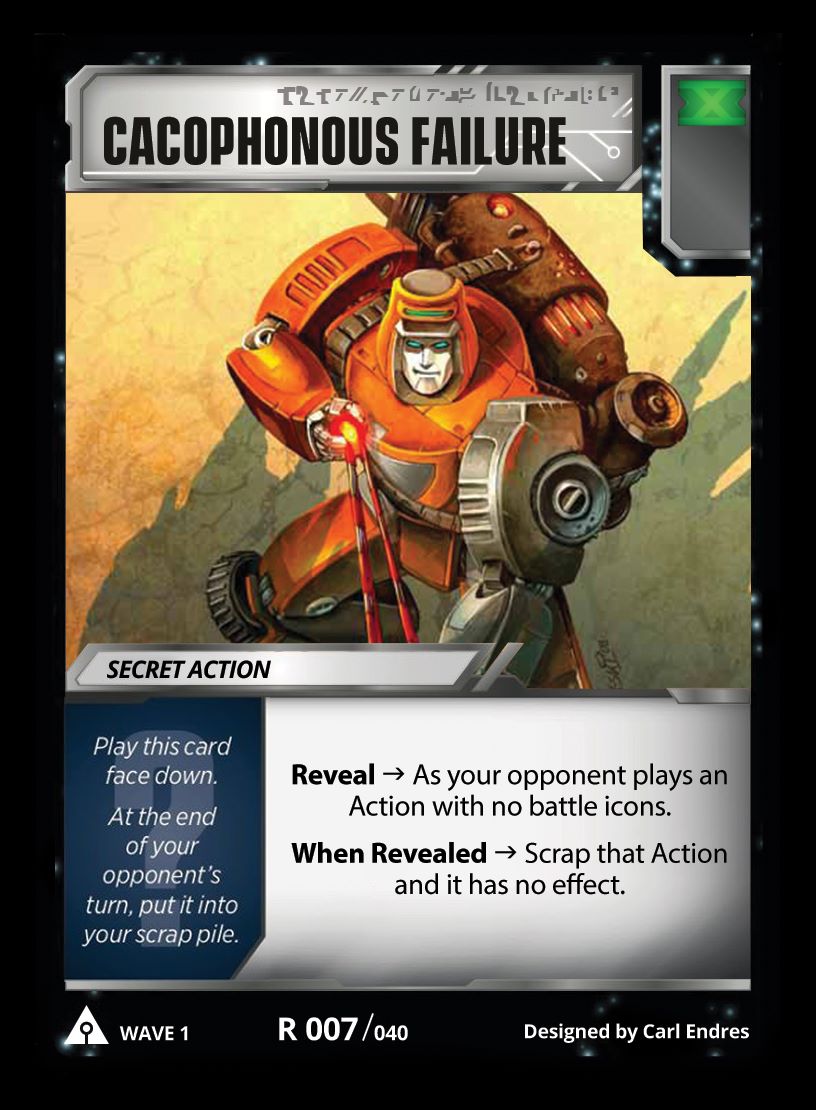 CACOPHONOUS FAILURE
SECRET ACTION
Play this card
face down.
At the end
of your
opponent's
turn, put it into
your scrap pile.
Reveal → As your opponent plays an
Action with no battle icons.
When Revealed → Scrap that Action
and it has no effect.
WAVE 1
R 007/040
Designed by Carl Endres